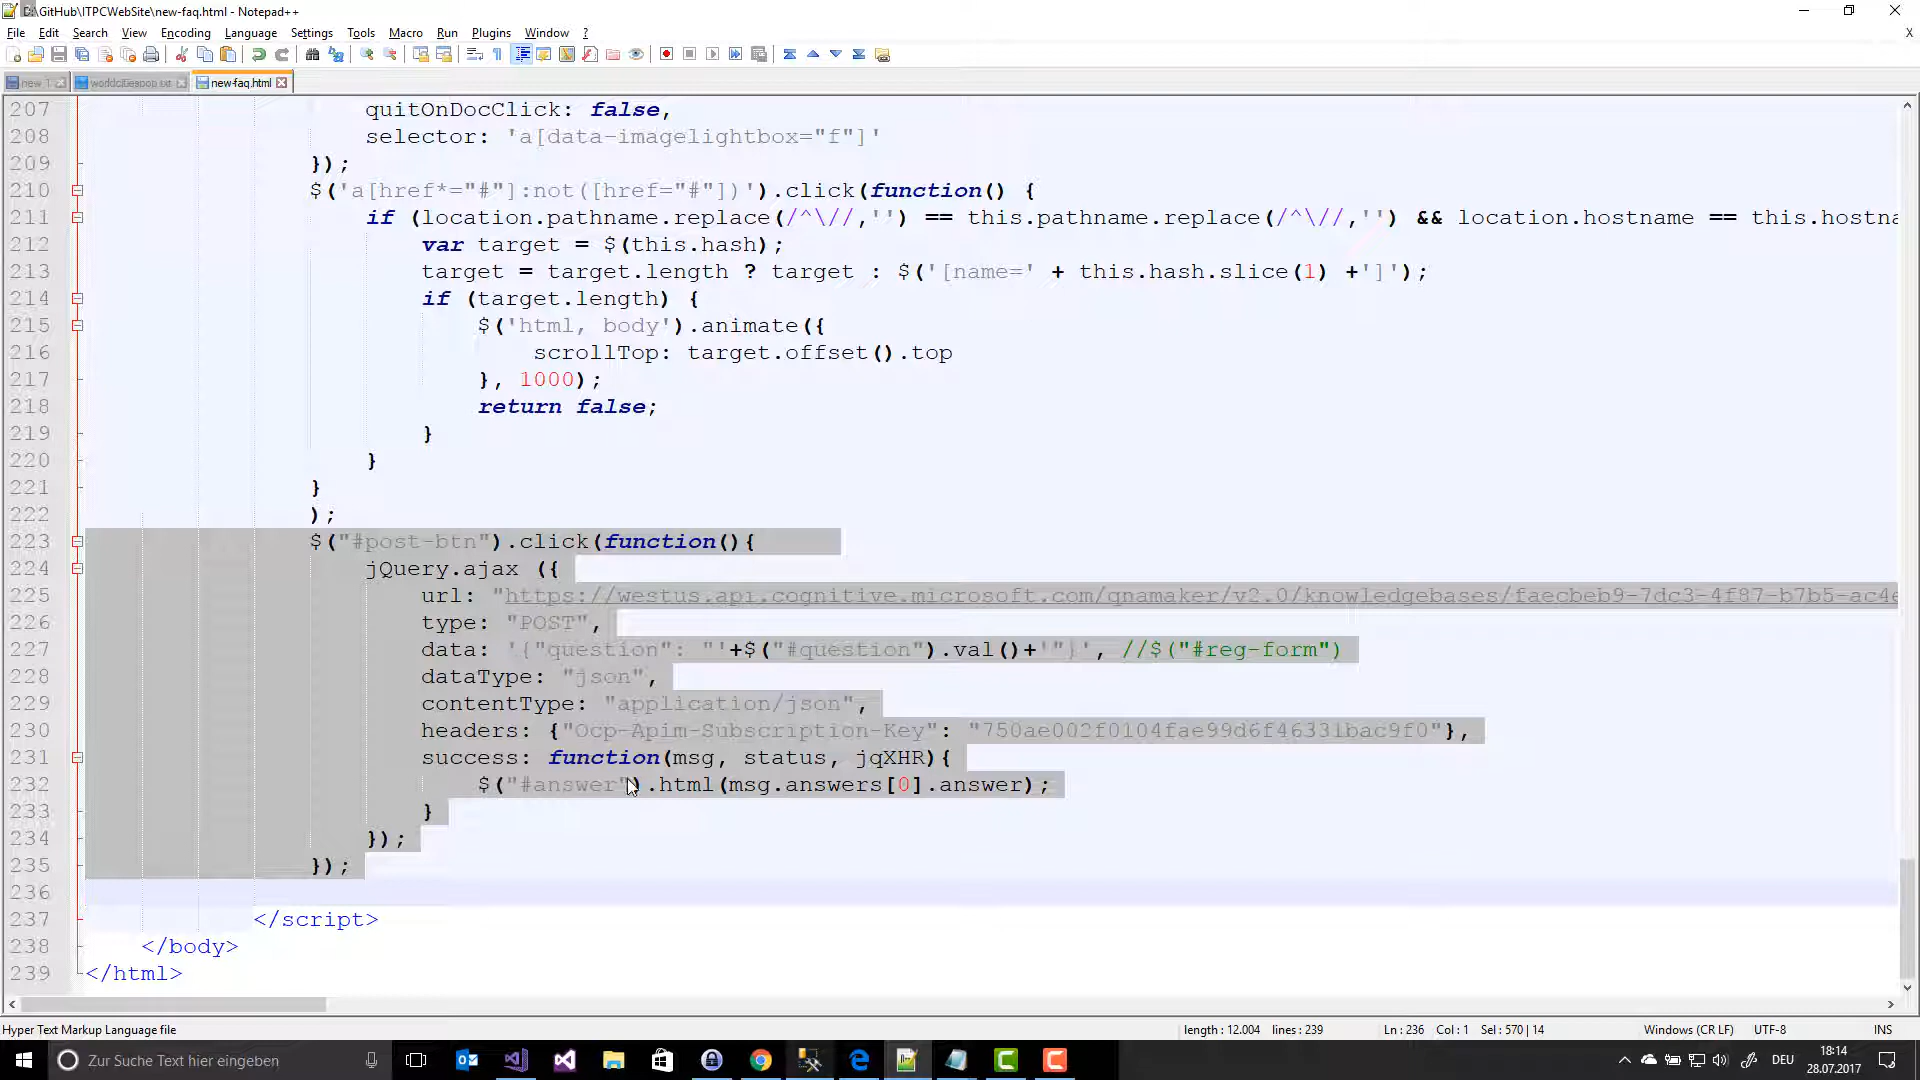 D:\GitHub\ITPCWebSite\new-faq.html - Notepad++
File Edit Search View Encoding Language Settings Tools Macro Run Plugins Window ? X
new 1 worldcitiespop.txt new-faq.html
207 quitOnDocClick: false,
208 selector: 'a[data-imagelightbox="f"]'
209 });
210 $('a[href*="#"]:not([href="#"])').click(function() {
211 if (location.pathname.replace(/^\//,'') == this.pathname.replace(/^\//,'') && location.hostname == this.hostna
212 var target = $(this.hash);
213 target = target.length ? target : $('[name=' + this.hash.slice(1) +']');
214 if (target.length) {
215 $('html, body').animate({
216 scrollTop: target.offset().top
217 }, 1000);
218 return false;
219 }
220 }
221 }
222 );
223 $("#post-btn").click(function(){
224 jQuery.ajax ({
225 url: "https://westus.api.cognitive.microsoft.com/qnamaker/v2.0/knowledgebases/faecbeb9-7dc3-4f87-b7b5-ac4e
226 type: "POST",
227 data: '{"question": "'+$("#question").val()+'"}', //$("#reg-form")
228 dataType: "json",
229 contentType: "application/json",
230 headers: {"Ocp-Apim-Subscription-Key": "750ae002f0104fae99d6f46331bac9f0"},
231 success: function(msg, status, jqXHR){
232 $("#answer").html(msg.answers[0].answer);
233 }
234 });
235 });
236
237 </script>
238 </body>
239 </html>
Hyper Text Markup Language file length : 12.004 lines : 239 Ln : 236 Col : 1 Sel : 570 | 14 Windows (CR LF) UTF-8 INS
Zur Suche Text hier eingeben DEU 18:14
28.07.2017